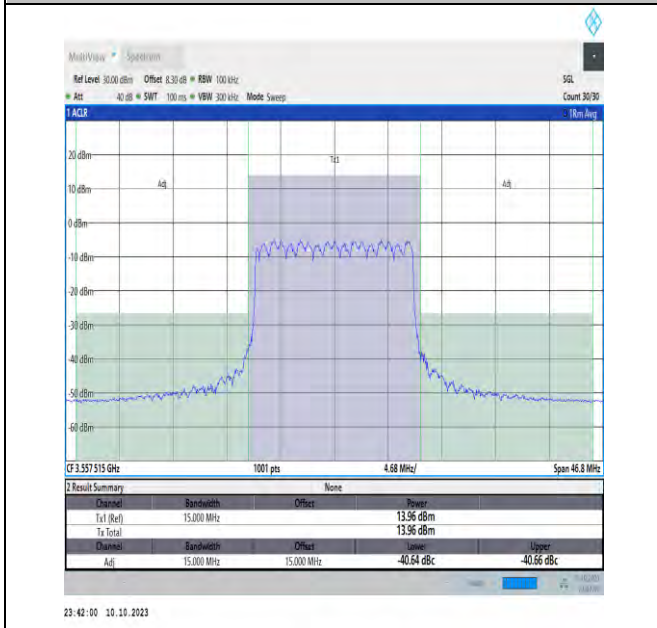 MultiView Spectrum
Ref Level 30.00 dBm Offset 8.30 dB RBW 100 kHz SGL
Att 40 dB SWT 100 ms VBW 300 kHz Mode Sweep Count 30/30
1 ACLR 1Rm Avg
20 dBm
Tx1
Adj Adj
10 dBm
0 dBm
-10 dBm
-20 dBm
-30 dBm
-40 dBm
-50 dBm
-60 dBm
CF 3.557515 GHz 1001 pts 4.68 MHz/ Span 46.8 MHz
2 Result Summary None
Channel Bandwidth Offset Power
Tx1 (Ref) 15.000 MHz 13.96 dBm
Tx Total 13.96 dBm
Channel Bandwidth Offset Lower Upper
Adj 15.000 MHz 15.000 MHz -40.64 dBc -40.66 dBc
23:42:00 10.10.2023